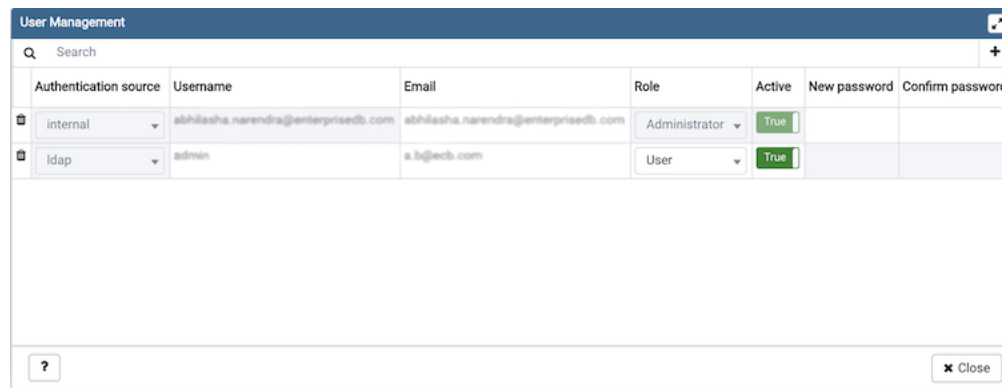 User Management
Search
+
Authentication source Username Email Role Active New password Confirm password
internal abhilasha.narendra@enterprisedb.com abhilasha.narendra@enterprisedb.com Administrator True
ldap admin a.b@ecb.com User True
? × Close